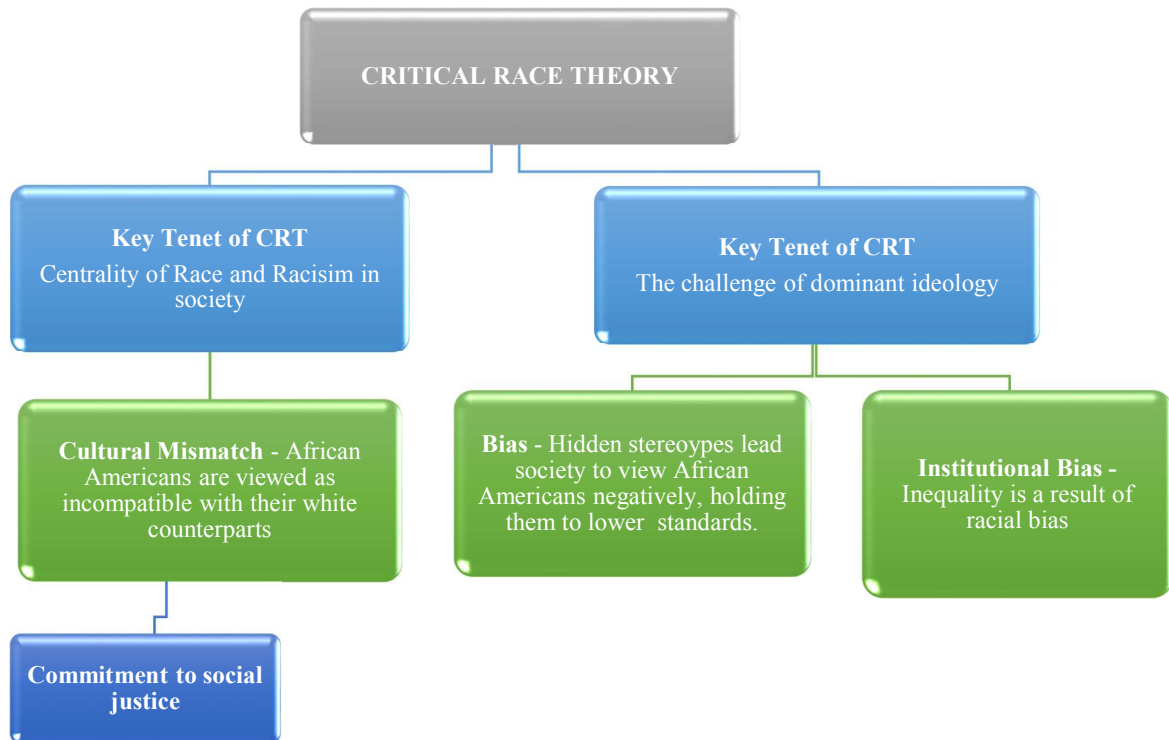 CRITICAL RACE THEORY
Key Tenet of CRT
Centrality of Race and Racisim in
society
Key Tenet of CRT
The challenge of dominant ideology
Cultural Mismatch - African
Americans are viewed as
incompatible with their white
counterparts
Bias - Hidden stereoypes lead
society to view African
Americans negatively, holding
them to lower standards.
Institutional Bias -
Inequality is a result of
racial bias
Commitment to social
justice